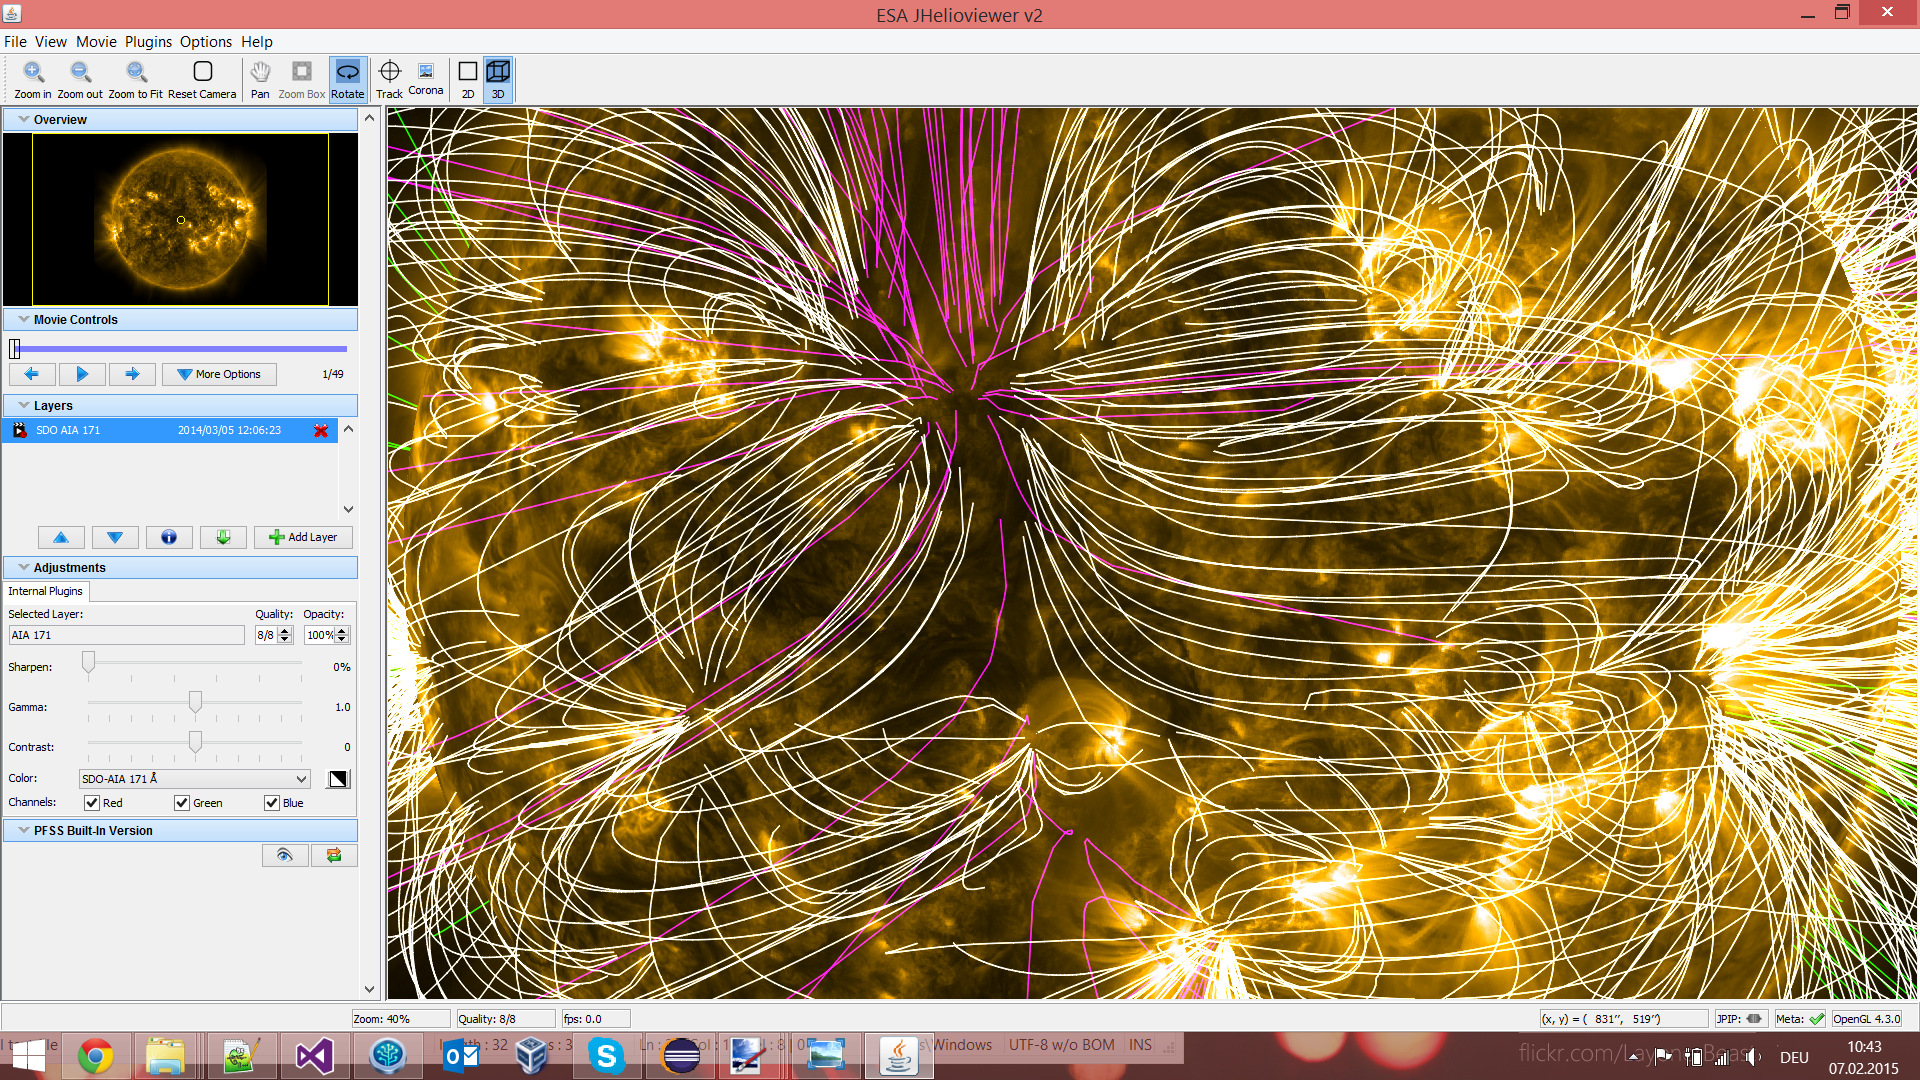 ESA JHelioviewer v2
File View Movie Plugins Options Help
Zoom in Zoom out Zoom to Fit Reset Camera Pan Zoom Box Rotate Track Corona 2D 3D
Overview
Movie Controls
More Options 1/49
Layers
SDO AIA 171 2014/03/05 12:06:23
Add Layer
Adjustments
Internal Plugins
Selected Layer: Quality: Opacity:
AIA 171 8/8 100%
Sharpen: 0%
Gamma: 1.0
Contrast: 0
Color: SDO-AIA 171 Å
Channels: Red Green Blue
PFSS Built-In Version
Zoom: 40% Quality: 8/8 fps: 0.0 (x, y) = ( 831′′, 519′′) JPIP: Meta: OpenGL 4.3.0
Windows UTF-8 w/o BOM INS
DEU
10:43
07.02.2015